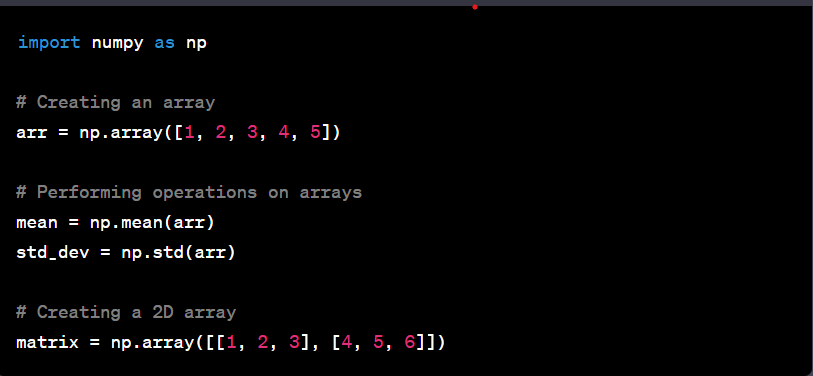 import numpy as np
# Creating an array
arr = np.array([1, 2, 3, 4, 5])
# Performing operations on arrays
mean = np.mean(arr)
std_dev = np.std(arr)
# Creating a 2D array
matrix = np.array([[1, 2, 3], [4, 5, 6]])